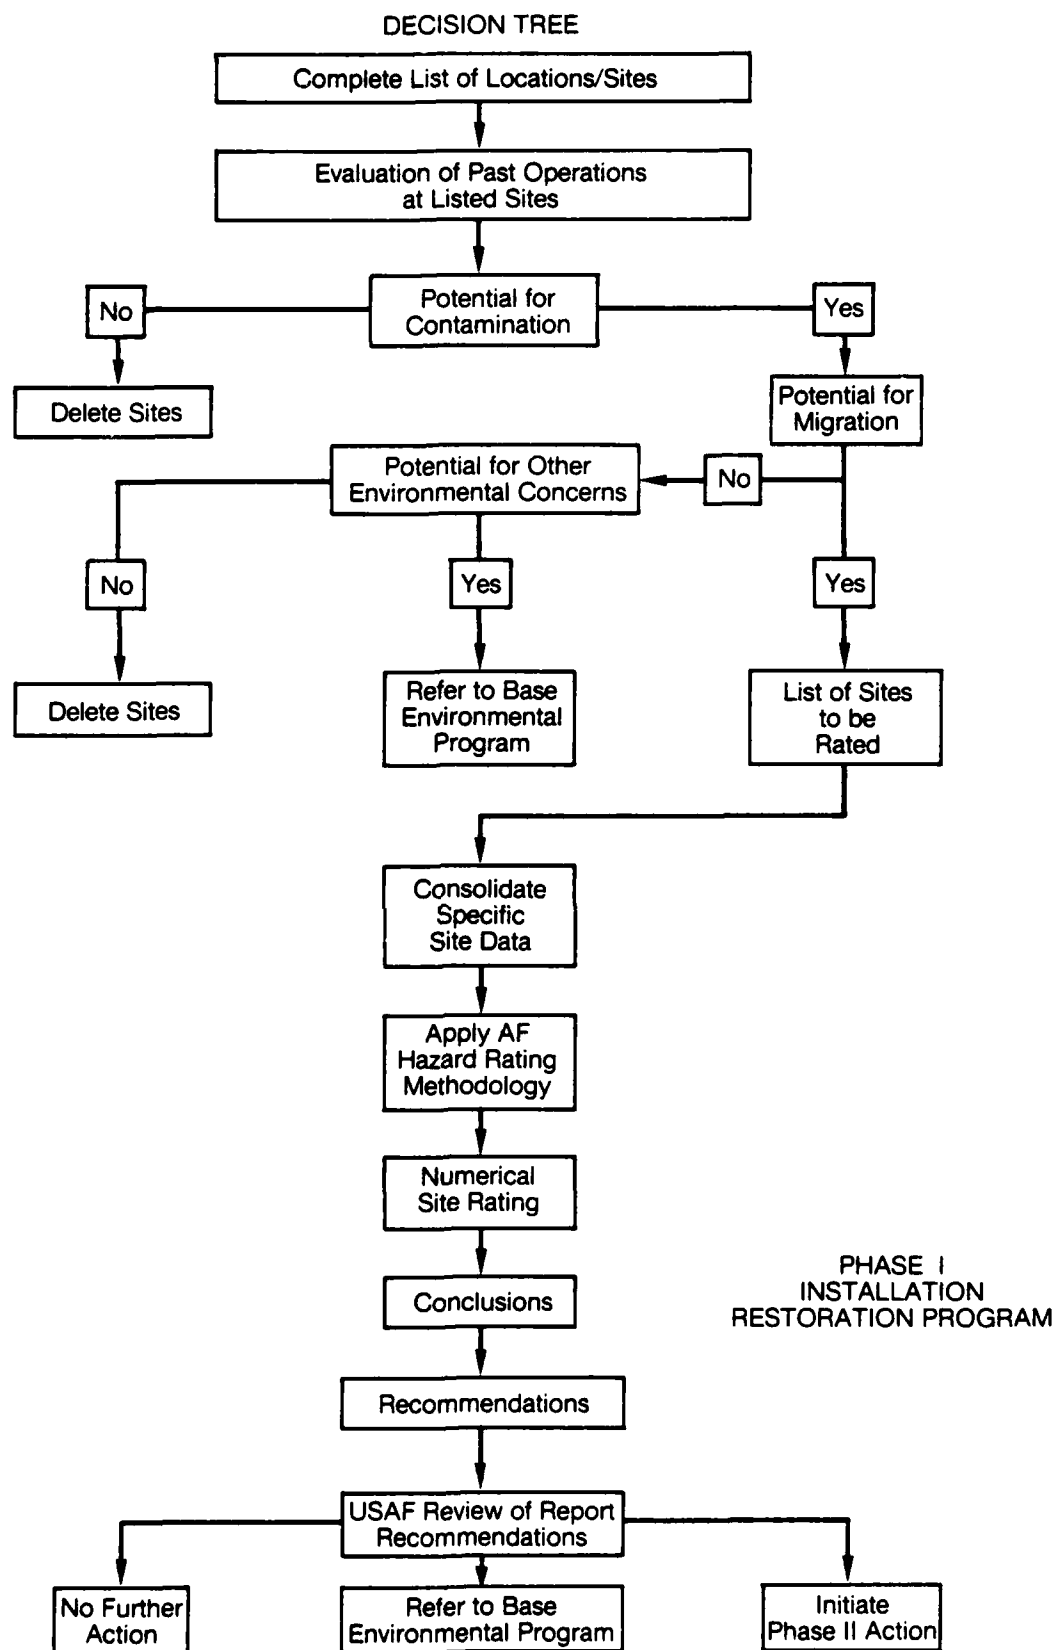 DECISION TREE
Complete List of Locations/Sites
Evaluation of Past Operations
at Listed Sites
No
Potential for
Contamination
Yes
Delete Sites
Potential for
Migration
Potential for Other
Environmental Concerns
No
No
Yes
Yes
Delete Sites
Refer to Base
Environmental
Program
List of Sites
to be
Rated
Consolidate
Specific
Site Data
Apply AF
Hazard Rating
Methodology
Numerical
Site Rating
Conclusions
PHASE I
INSTALLATION
RESTORATION PROGRAM
Recommendations
USAF Review of Report
Recommendations
No Further
Action
Refer to Base
Environmental Program
Initiate
Phase II Action